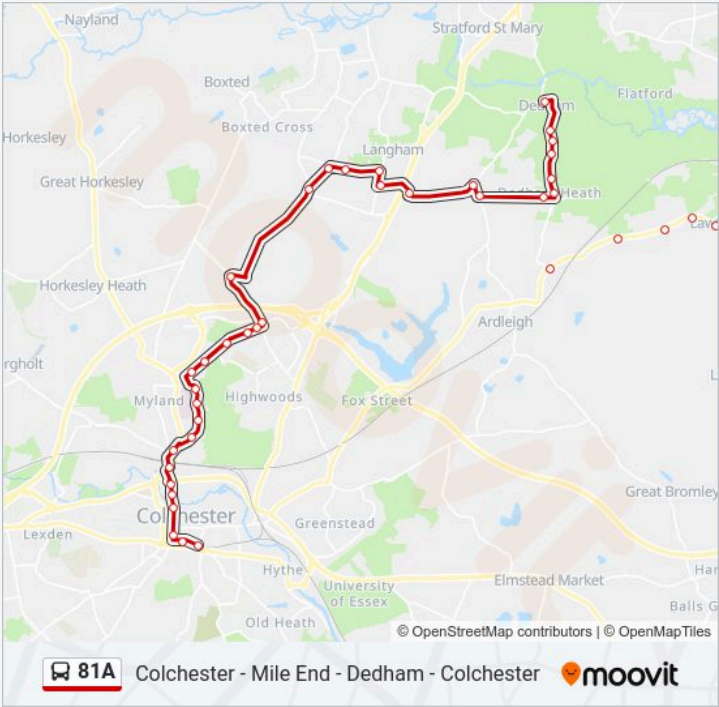 Nayland
Stratford St Mary
Boxted
Flatford
Dedham
Boxted Cross
Horkesley
Langham
Great Horkesley
Dedham Heath
Law
Horkesley Heath
Ardleigh
rgholt
Myland
Highwoods
Fox Street
Great Bromley
Colchester
Greenstead
Lexden
Hythe
Elmstead Market
Har
University
of Essex
Balls G
Old Heath
© OpenStreetMap contributors | © OpenMapTiles
81A
Colchester - Mile End - Dedham - Colchester
moovit